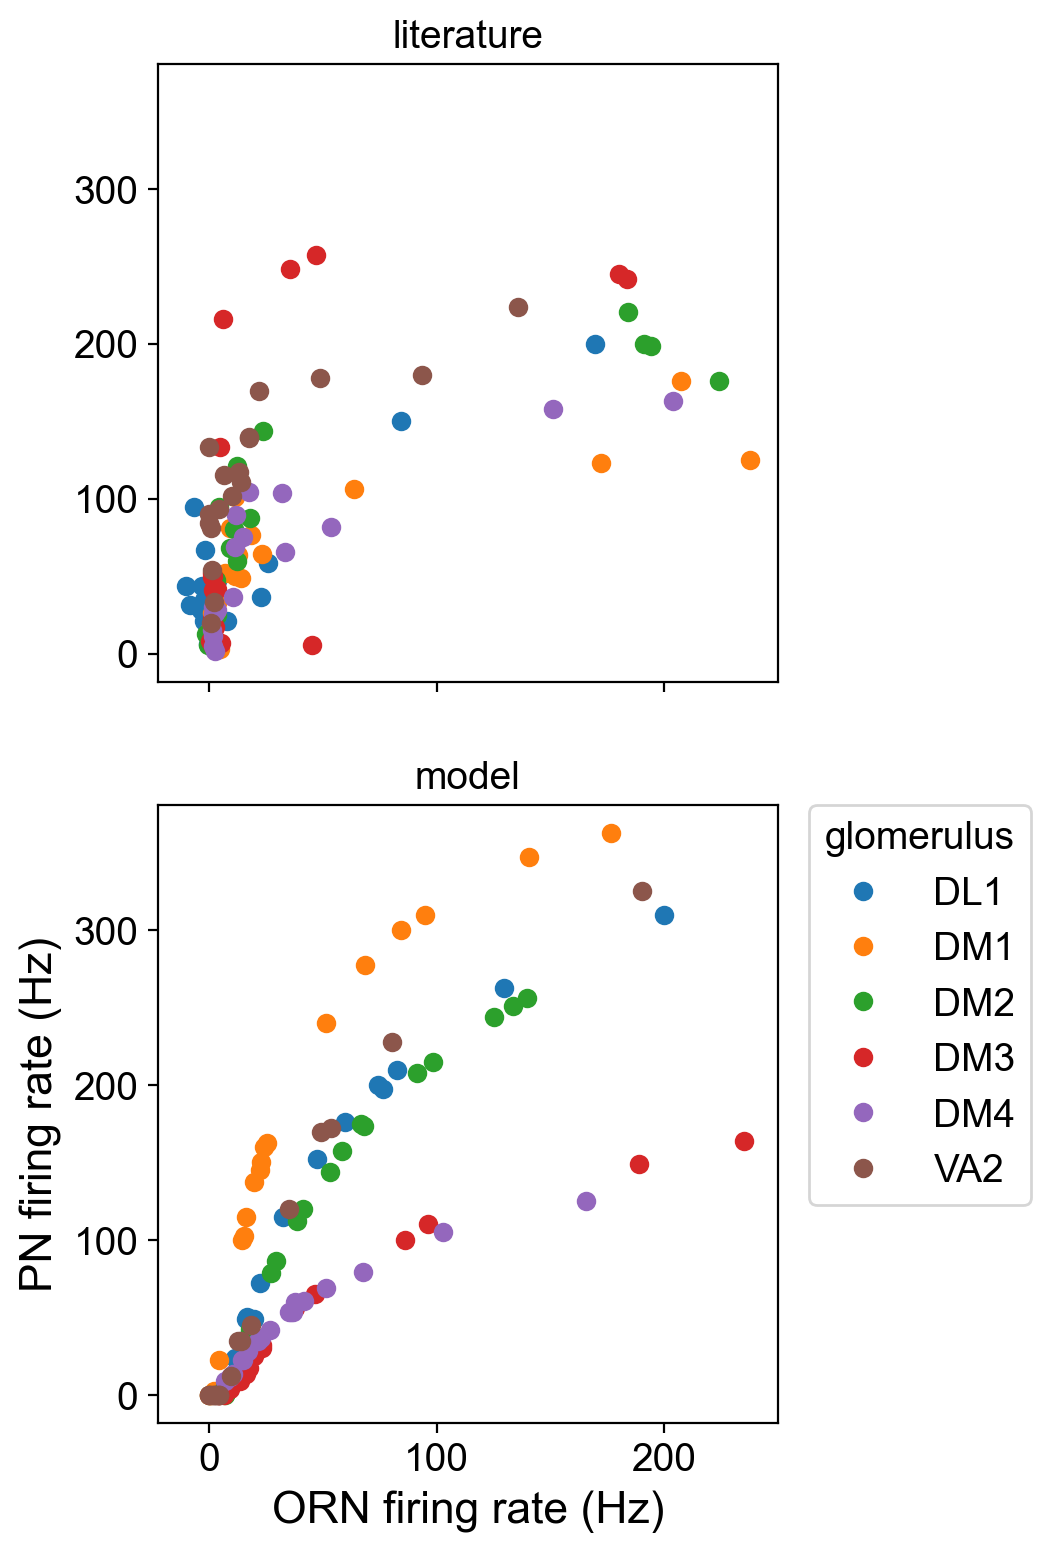 literature
300
200
100
0
model
PN firing rate (Hz)
300
200
100
0
0 100 200
ORN firing rate (Hz)
glomerulus
DL1
DM1
DM2
DM3
DM4
VA2